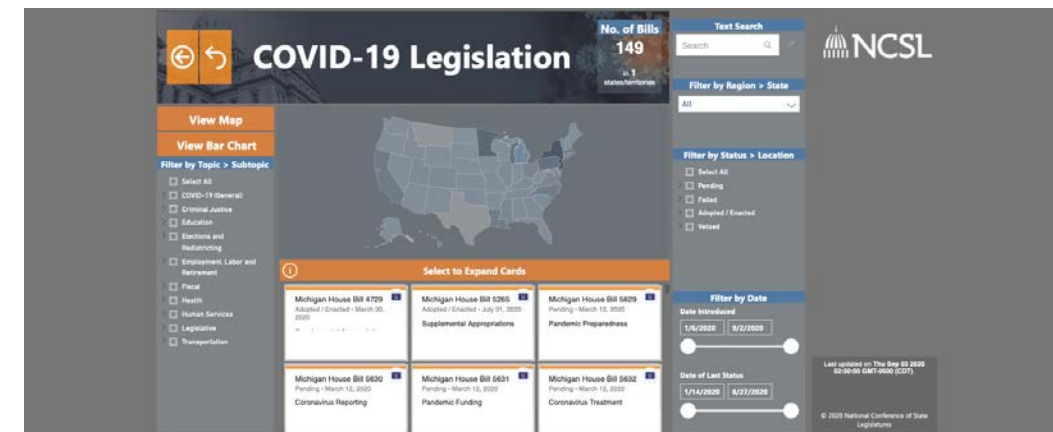 COVID-19 Legislation
No. of Bills
149
in 1
states/territories
Text Search
Search
NCSL
Filter by Region > State
All
View Map
View Bar Chart
Filter by Topic > Subtopic
Select All
COVID-19 (General)
Criminal Justice
Education
Elections and
Redistricting
Employment, Labor and
Retirement
Fiscal
Health
Human Services
Legislative
Transportation
Filter by Status > Location
Select All
Pending
Failed
Adopted / Enacted
Vetoed
Select to Expand Cards
Michigan House Bill 4729
Adopted / Enacted - March 30,
2020
Michigan House Bill 5265
Adopted / Enacted - July 31, 2020
Supplemental Appropriations
Michigan House Bill 5629
Pending - March 12, 2020
Pandemic Preparedness
Michigan House Bill 5630
Pending - March 12, 2020
Coronavirus Reporting
Michigan House Bill 5631
Pending - March 12, 2020
Pandemic Funding
Michigan House Bill 5632
Pending - March 12, 2020
Coronavirus Treatment
Filter by Date
Date Introduced
1/6/2020 9/2/2020
Date of Last Status
1/14/2020 8/27/2020
Last updated on Thu Sep 03 2020
02:00:00 GMT-0500 (CDT).
© 2020 National Conference of State
Legislatures